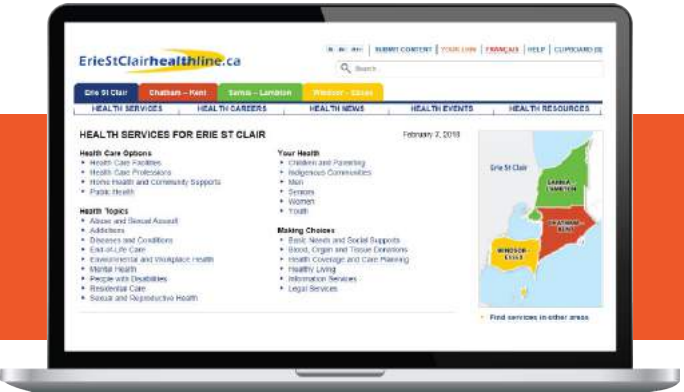 ErieStClairhealthline.ca
A A+ A++ SUBMIT CONTENT YOUR LHIN FRANÇAIS HELP CLIPBOARD (0)
Search
Erie St Clair Chatham – Kent Sarnia – Lambton Windsor – Essex
HEALTH SERVICES HEALTH CAREERS HEALTH NEWS HEALTH EVENTS HEALTH RESOURCES
HEALTH SERVICES FOR ERIE ST CLAIR
February 7, 2018
Health Care Options
Health Care Facilities
Health Care Professions
Home Health and Community Supports
Public Health
Health Topics
Abuse and Sexual Assault
Addictions
Diseases and Conditions
End-of-Life Care
Environmental and Workplace Health
Mental Health
People with Disabilities
Residential Care
Sexual and Reproductive Health
Your Health
Children and Parenting
Indigenous Communities
Men
Seniors
Women
Youth
Making Choices
Basic Needs and Social Supports
Blood, Organ and Tissue Donations
Health Coverage and Care Planning
Healthy Living
Information Services
Legal Services
Erie St Clair
SARNIA -
LAMBTON
CHATHAM -
KENT
WINDSOR -
ESSEX
Find services in other areas